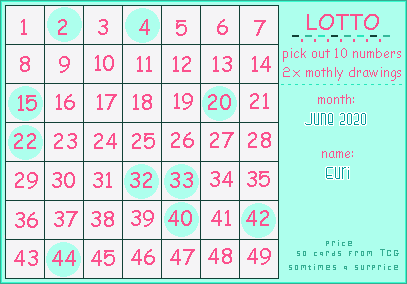 1 2 3 4 5 6 7
8 9 10 11 12 13 14
15 16 17 18 19 20 21
22 23 24 25 26 27 28
29 30 31 32 33 34 35
36 37 38 39 40 41 42
43 44 45 46 47 48 49
LOTTO
pick out 10 numbers
2x mothly drawings
month:
June 2020
name:
Euri
price
50 cards from TCG
somtimes a surprice